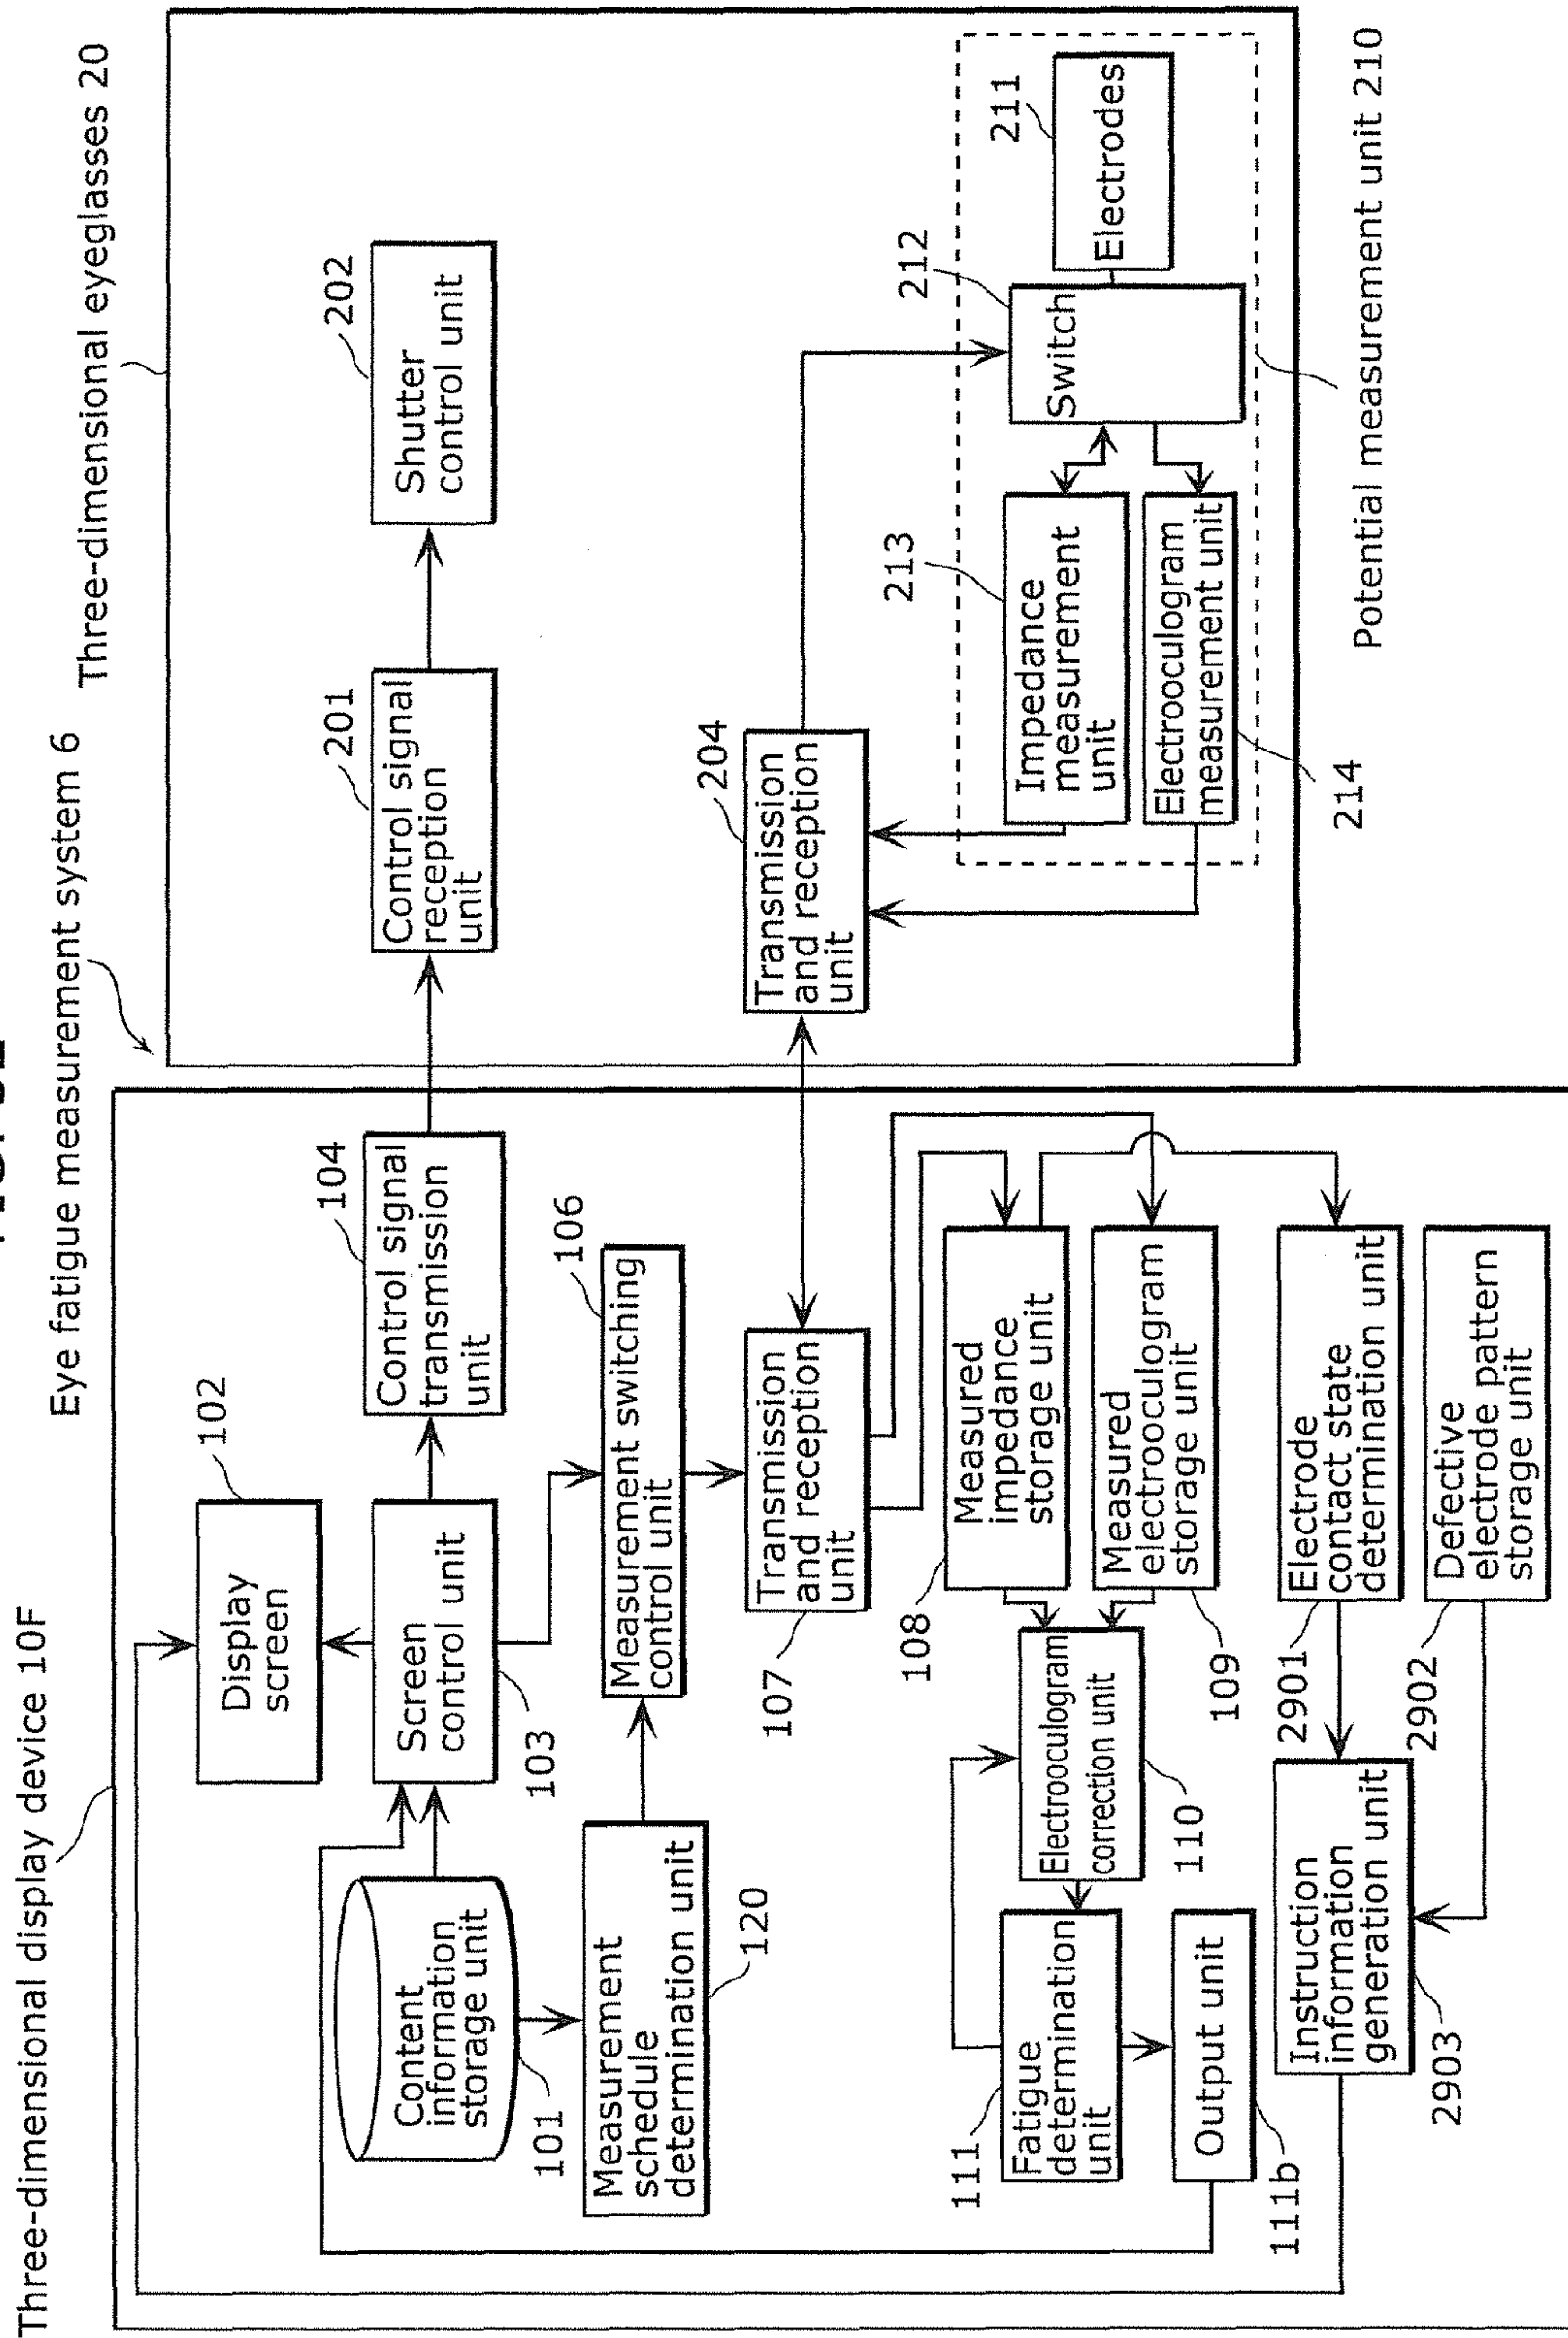 Eye fatigue measurement system 6
Three-dimensional display device 10F
Three-dimensional eyeglasses 20
102
Display
screen
101
Content
information
storage unit
103
Screen
control unit
104
Control signal
transmission
unit
201
Control signal
reception
unit
202
Shutter
control unit
120
Measurement
schedule
determination unit
106
Measurement switching
control unit
107
Transmission
and reception
unit
204
Transmission
and reception
unit
108
Measured
impedance
storage unit
109
Measured
electrooculogram
storage unit
110
Electrooculogram
correction unit
111
Fatigue
determination
unit
111b
Output unit
2901
Electrode
contact state
determination unit
2902
Defective
electrode pattern
storage unit
2903
Instruction
information
generation unit
213
Impedance
measurement
unit
214
Electrooculogram
measurement unit
212
Switch
211
Electrodes
Potential measurement unit 210